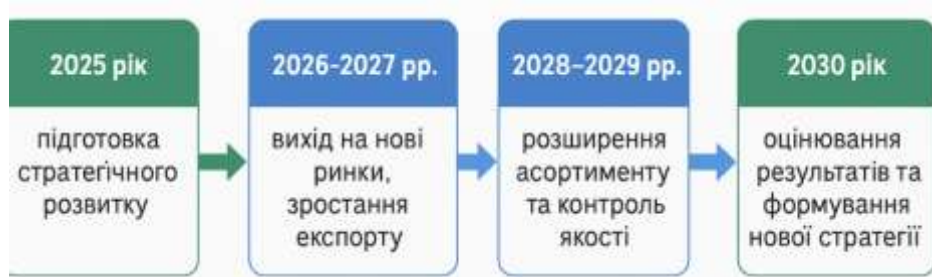 2025 рік
підготовка
стратегічного
розвитку
2026-2027 рр.
вихід на нові
ринки,
зростання
експорту
2028–2029 рр.
розширення
асортименту
та контроль
якості
2030 рік
оцінювання
результатів та
формування
нової стратегії